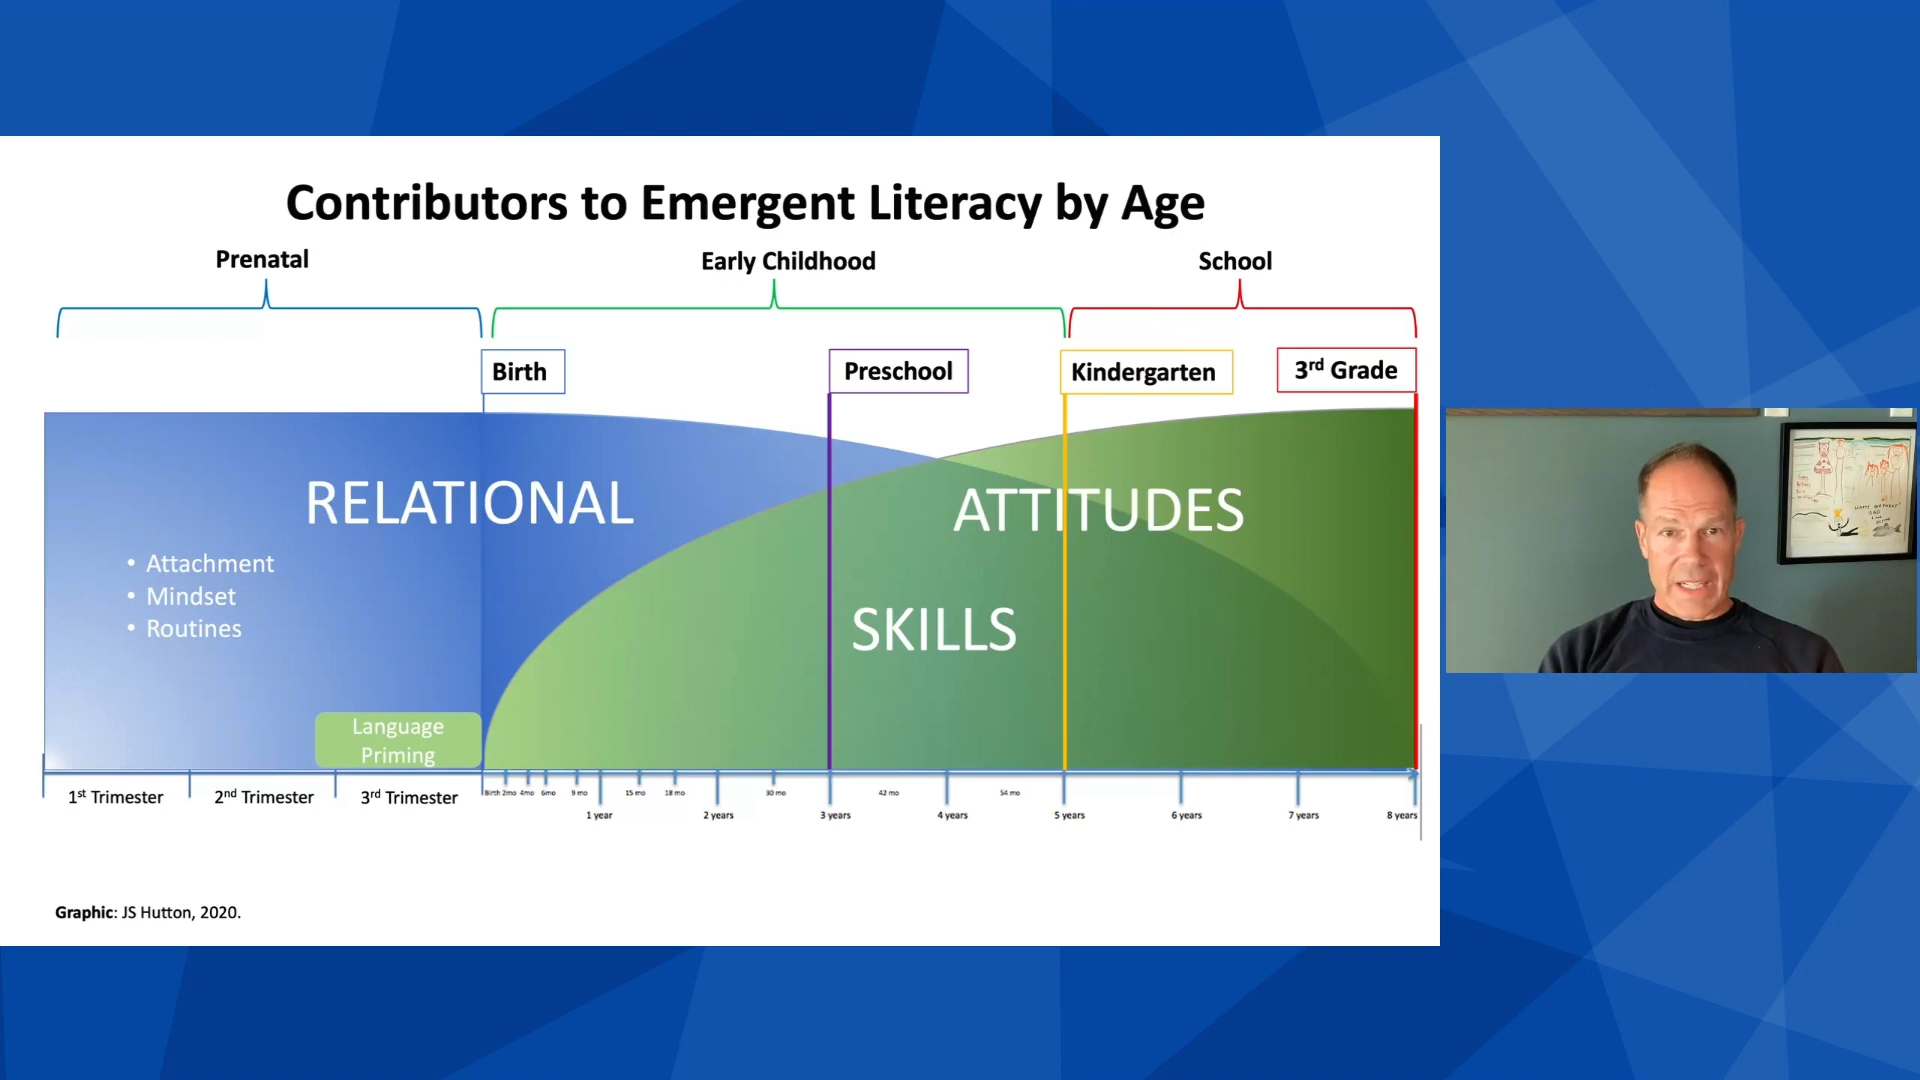 Contributors to Emergent Literacy by Age
Prenatal
Early Childhood
School
Birth
Preschool
Kindergarten
3rd Grade
RELATIONAL
ATTITUDES
• Attachment
• Mindset
• Routines
SKILLS
Language
Priming
1st Trimester
2nd Trimester
3rd Trimester
Birth 2mo 4mo 6mo 9 mo 15 mo 18 mo 30 mo 42 mo 54 mo
1 year 2 years 3 years 4 years 5 years 6 years 7 years 8 years
Graphic: JS Hutton, 2020.
HAPPY BIRTHDAY
DAD